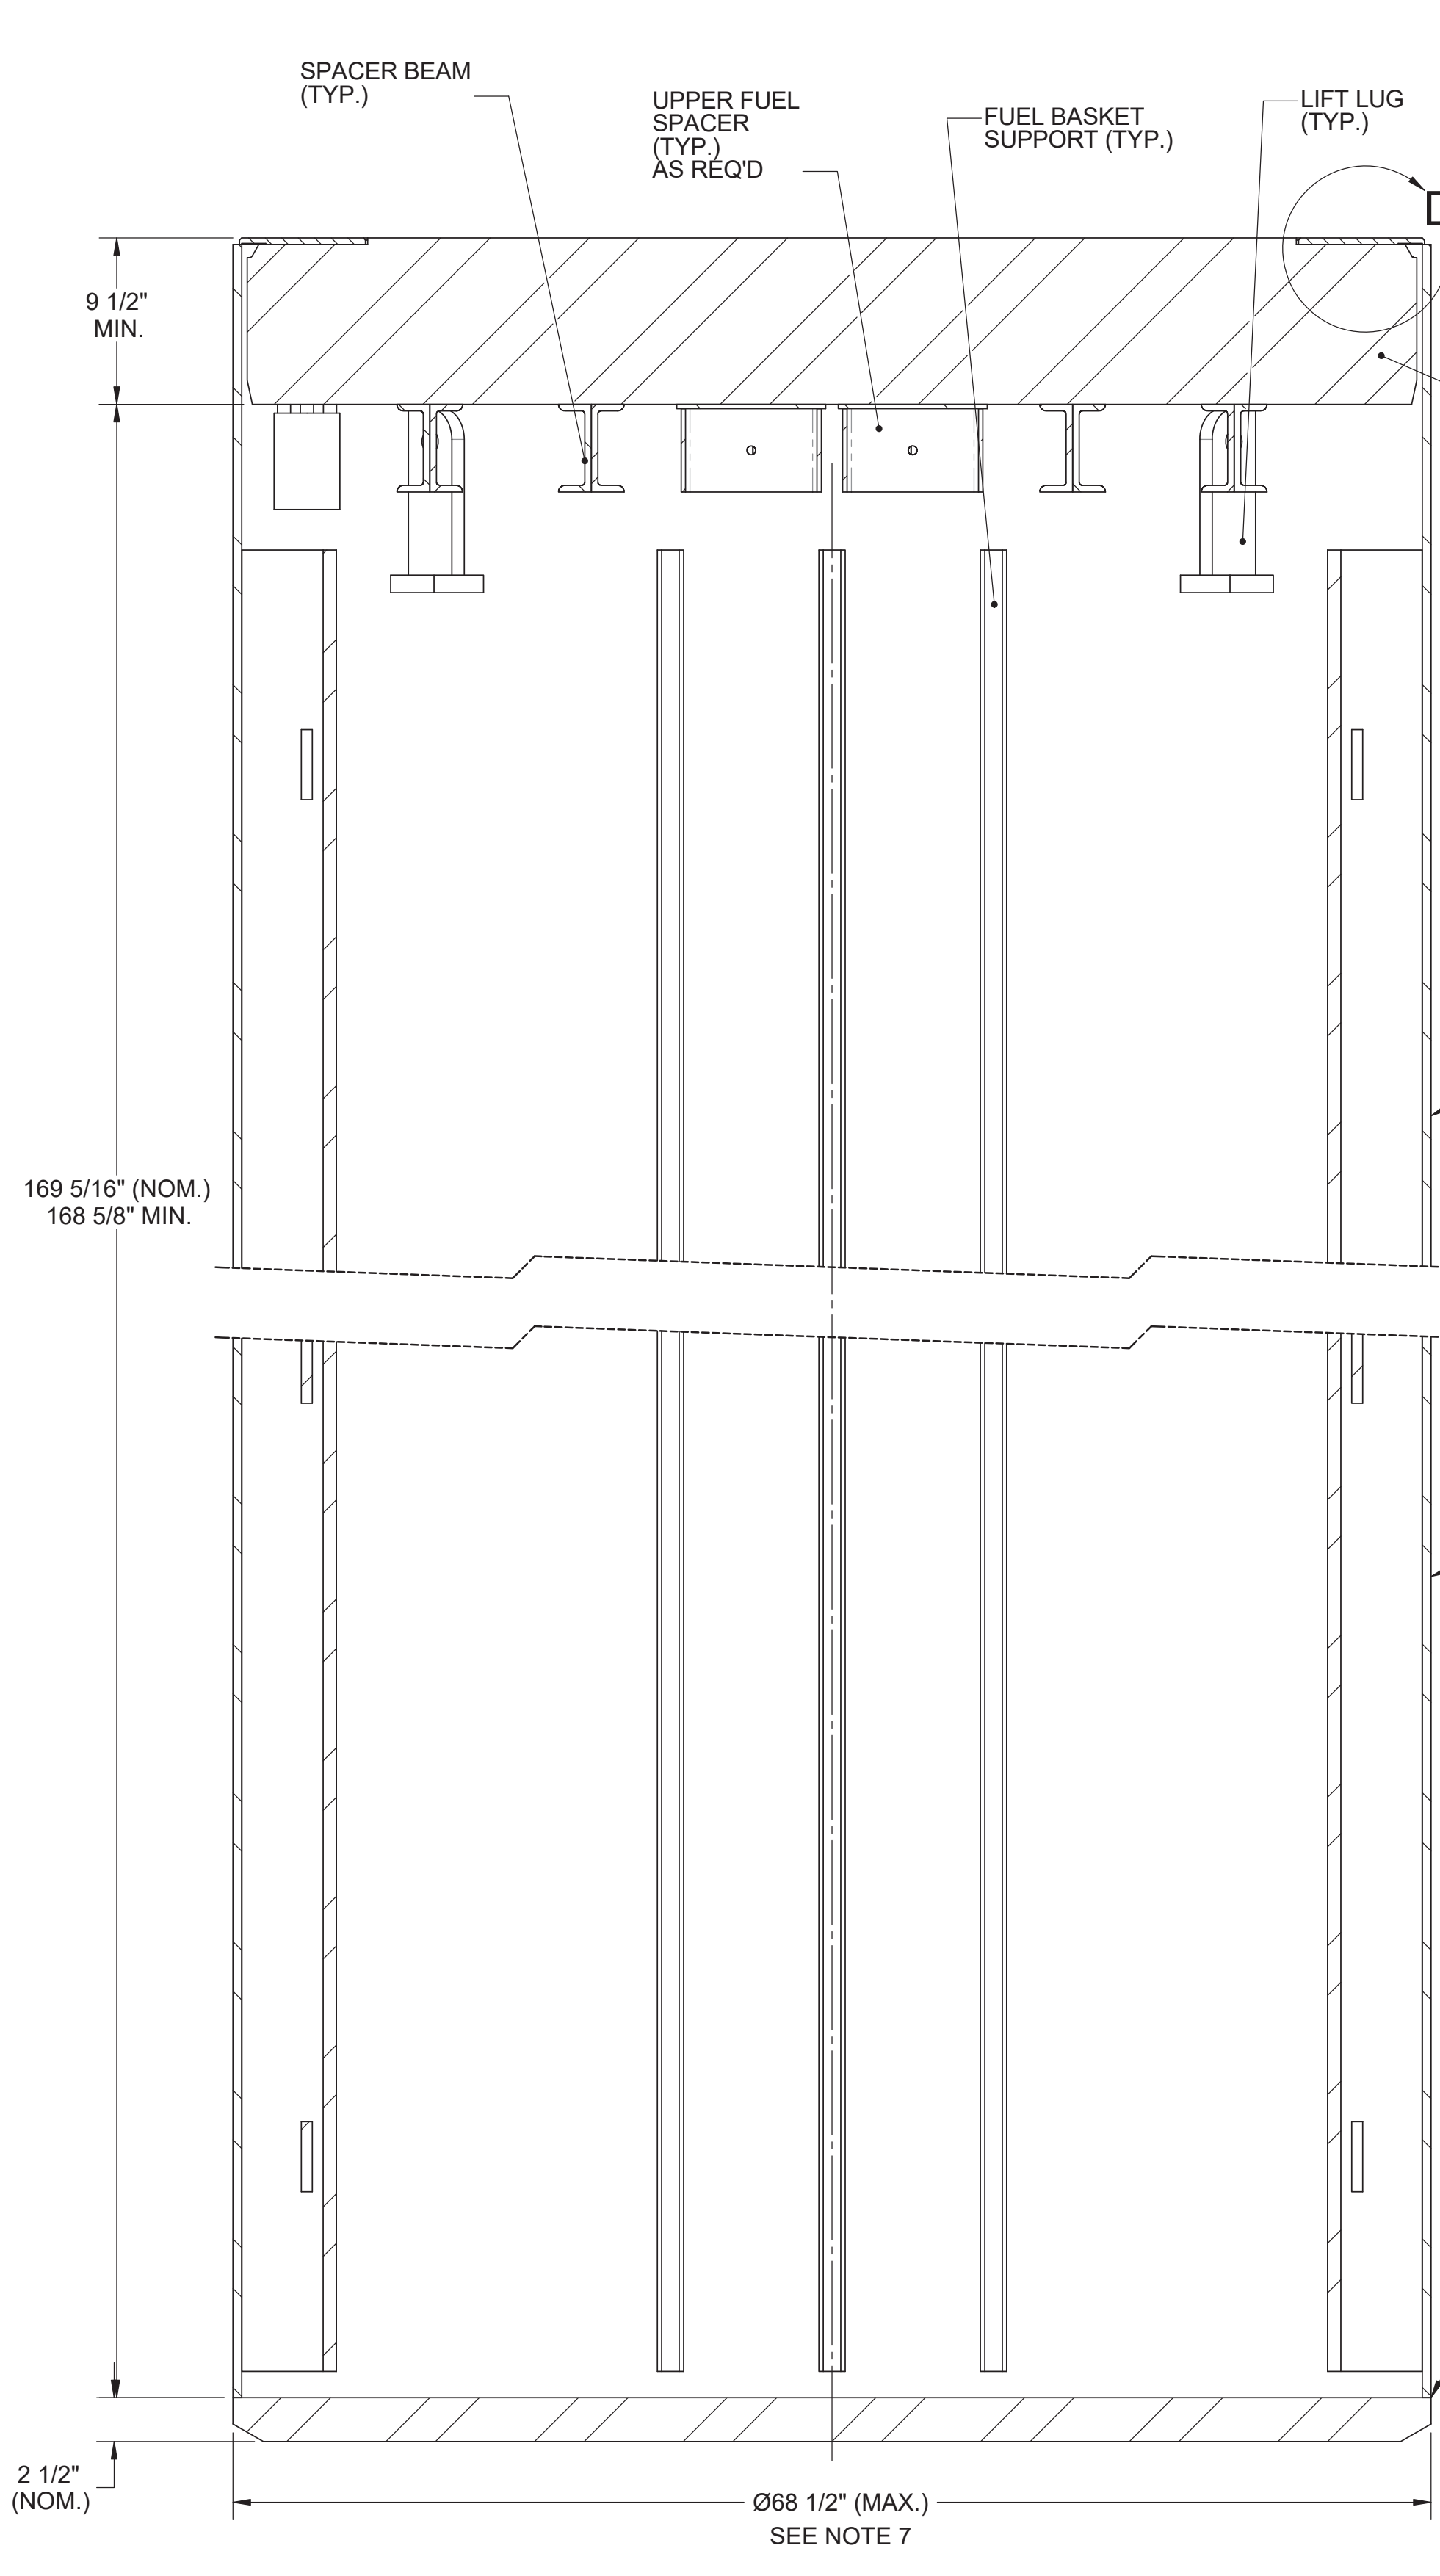 SPACER BEAM
(TYP.)
UPPER FUEL
SPACER
(TYP.)
AS REQ'D
FUEL BASKET
SUPPORT (TYP.)
LIFT LUG
(TYP.)
9 1/2"
MIN.
169 5/16" (NOM.)
168 5/8" MIN.
2 1/2"
(NOM.)
Ø68 1/2" (MAX.)
SEE NOTE 7